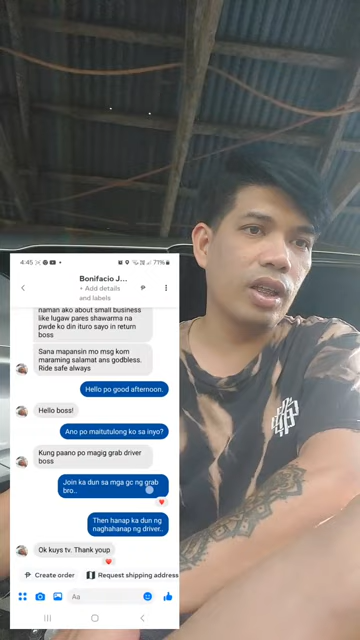 4:45
71%
Bonifacio J...
+ Add details
and labels
naman ako about small business
like lugaw pares shawarma na
pwde ko din ituro sayo in return
boss
Sana mapansin mo msg kom
maraming salamat ans godbless.
Ride safe always
Hello po good afternoon.
Hello boss!
Ano po maitutulong ko sa inyo?
Kung paano po magig grab driver
boss
Join ka dun sa mga gc ng grab
bro..
Then hanap ka dun ng
naghahanap ng driver..
Ok kuys tv. Thank youp
Create order
Request shipping address
Aa